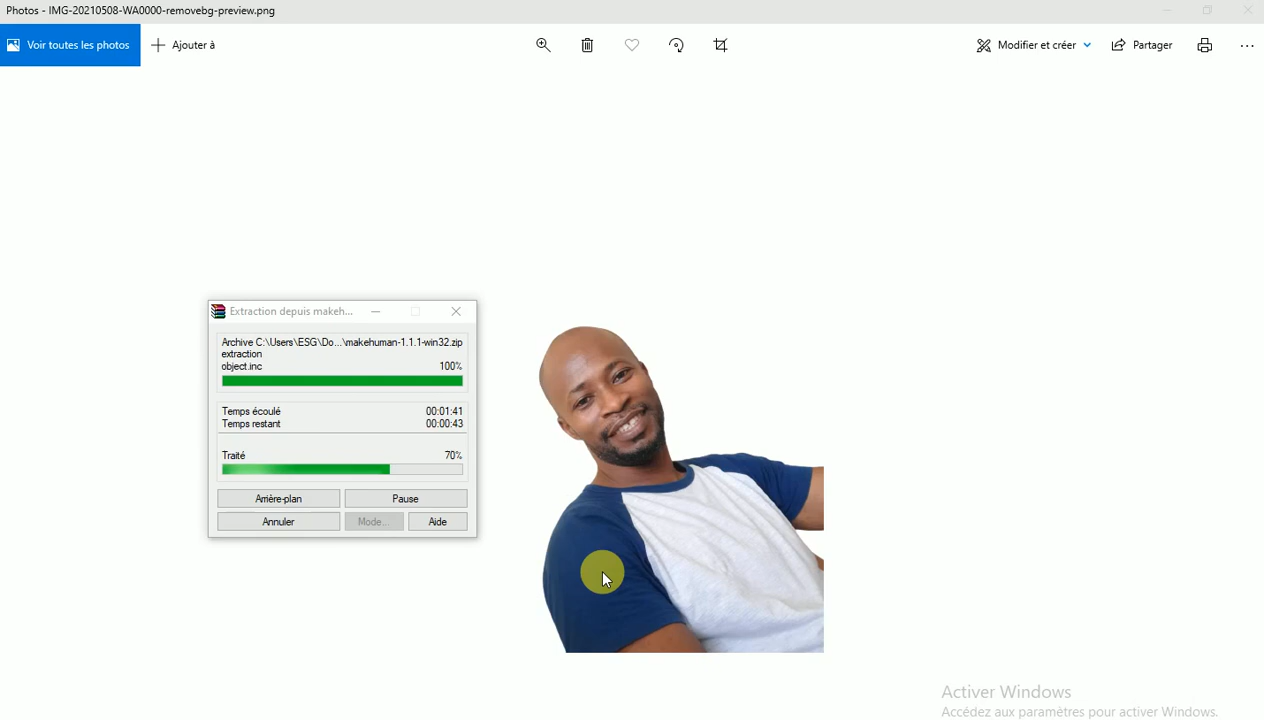 Photos - IMG-20210508-WA0000-removebg-preview.png
Voir toutes les photos
Ajouter à
Modifier et créer
Partager
Extraction depuis makeh...
Archive C:\Users\ESG\Do...\makehuman-1.1.1-win32.zip
extraction
object.inc 100%
Temps écoulé 00:01:41
Temps restant 00:00:43
Traité 70%
Arrière-plan Pause
Annuler Mode... Aide
Activer Windows
Accédez aux paramètres pour activer Windows.